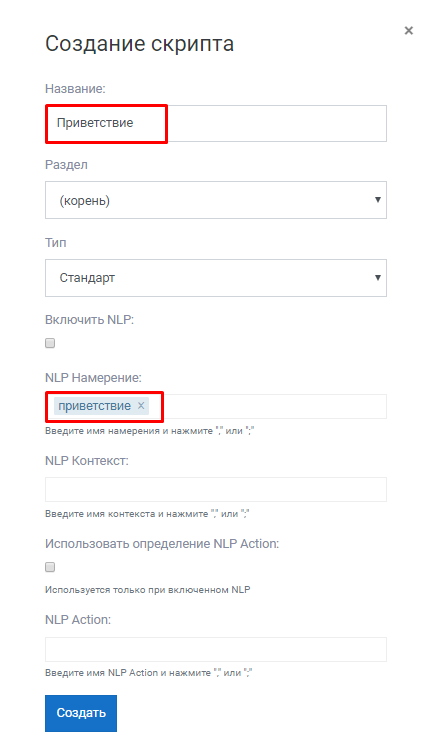 ×
Создание скрипта
Название:
Приветствие
Раздел
(корень)
Тип
Стандарт
Включить NLP:
NLP Намерение:
приветствие x
Введите имя намерения и нажмите "," или ";"
NLP Контекст:
Введите имя контекста и нажмите "," или ";"
Использовать определение NLP Action:
Используется только при включенном NLP
NLP Action:
Введите имя NLP Action и нажмите "," или ";"
Создать